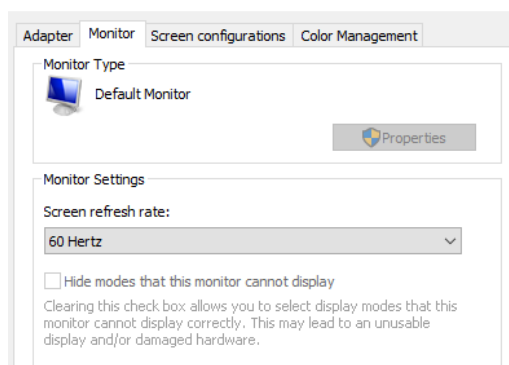 Adapter Monitor Screen configurations Color Management
Monitor Type
Default Monitor
Properties
Monitor Settings
Screen refresh rate:
60 Hertz
Hide modes that this monitor cannot display
Clearing this check box allows you to select display modes that this
monitor cannot display correctly. This may lead to an unusable
display and/or damaged hardware.